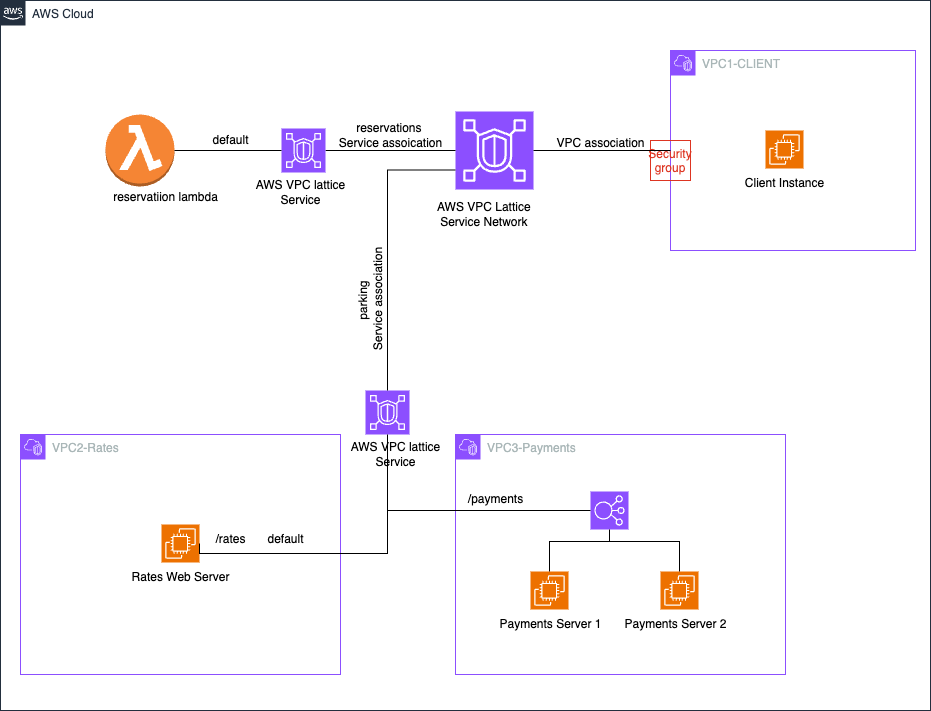 aws
AWS Cloud
VPC1-CLIENT
reservations
Service assoication
default
VPC association
Security
group
reservatiion lambda
AWS VPC lattice
Service
AWS VPC Lattice
Service Network
Client Instance
parking
Service association
AWS VPC lattice
Service
VPC2-Rates
VPC3-Payments
/payments
/rates
default
Rates Web Server
Payments Server 1
Payments Server 2